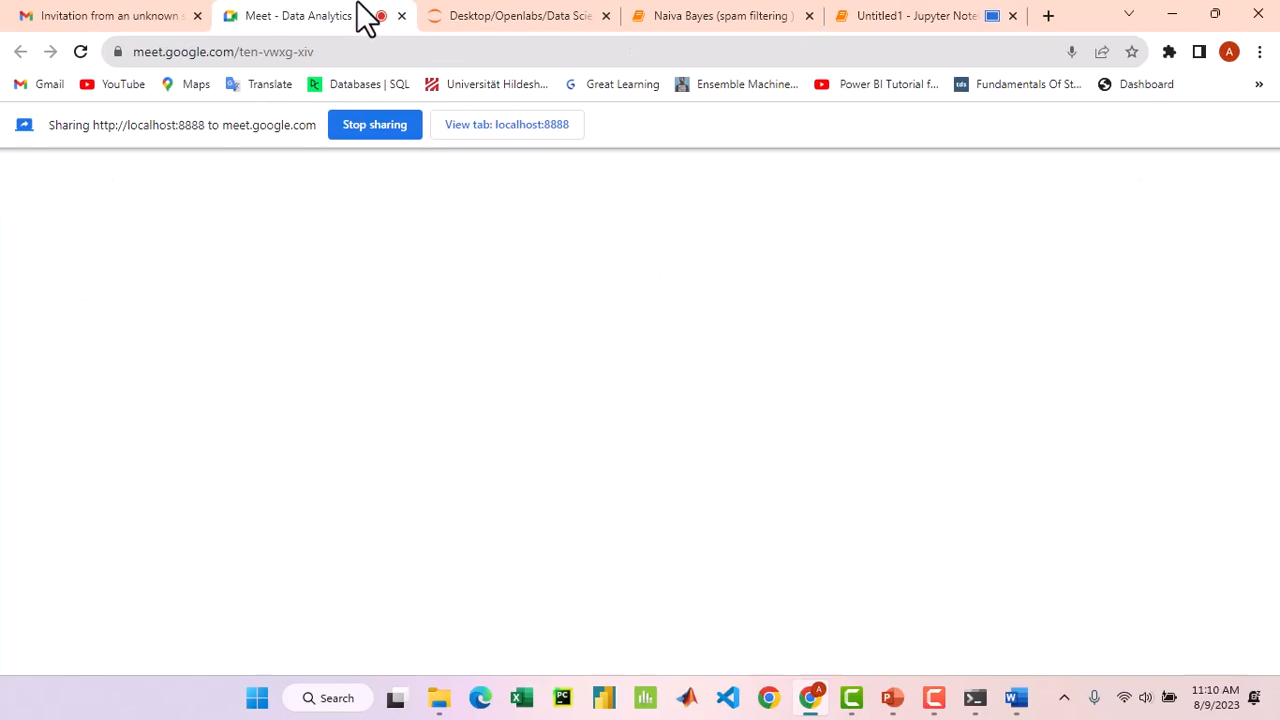 Invitation from an unknown s
Meet - Data Analytics
Desktop/Openlabs/Data Scie
Naiva Bayes (spam filtering )
Untitled1 - Jupyter Note
meet.google.com/ten-vwxg-xiv
A
Gmail
YouTube
Maps
Translate
Databases | SQL
Universität Hildesh...
Great Learning
Ensemble Machine...
Power BI Tutorial f...
Fundamentals Of St...
Dashboard
Sharing http://localhost:8888 to meet.google.com
Stop sharing
View tab: localhost:8888
Search
11:10 AM
8/9/2023